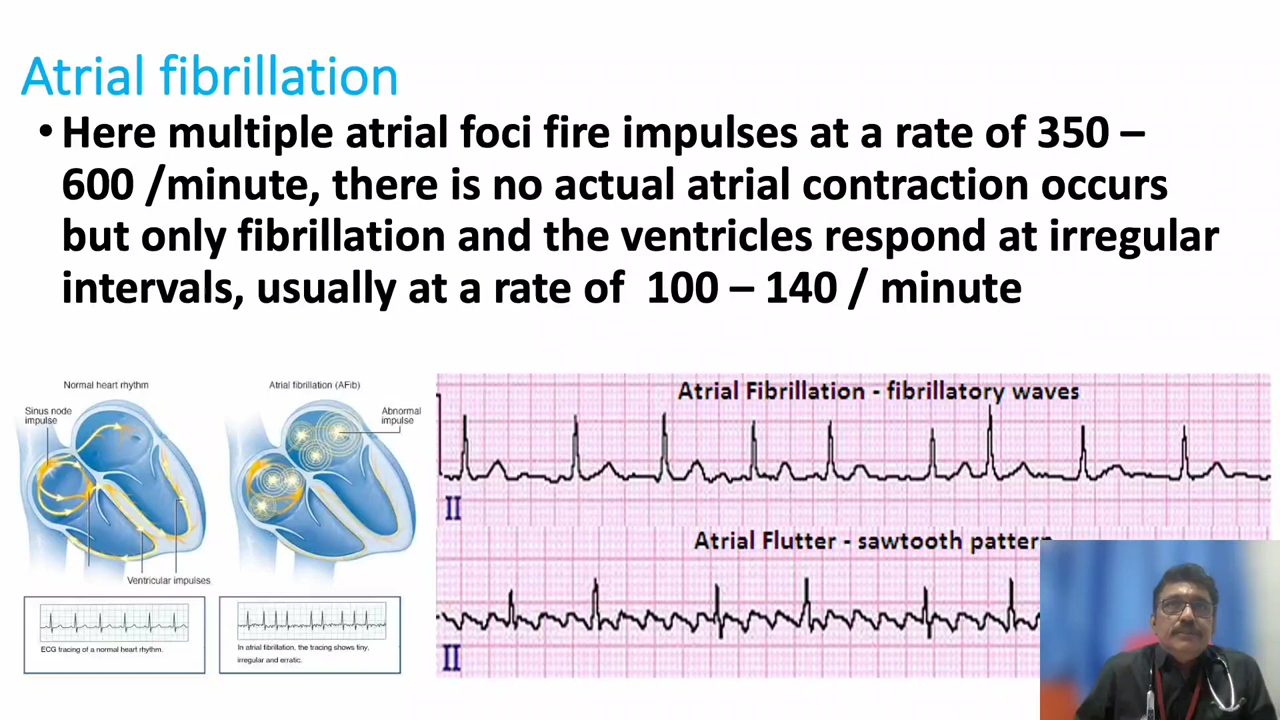 Atrial fibrillation
• Here multiple atrial foci fire impulses at a rate of 350 –
600 /minute, there is no actual atrial contraction occurs
but only fibrillation and the ventricles respond at irregular
intervals, usually at a rate of 100 – 140 / minute
Normal heart rhythm
Sinus node
impulse
Ventricular impulses
ECG tracing of a normal heart rhythm.
Atrial fibrillation (AFib)
Abnormal
impulse
In atrial fibrillation, the tracing shows tiny,
irregular and erratic.
Atrial Fibrillation - fibrillatory waves
II
Atrial Flutter - sawtooth pattern
II